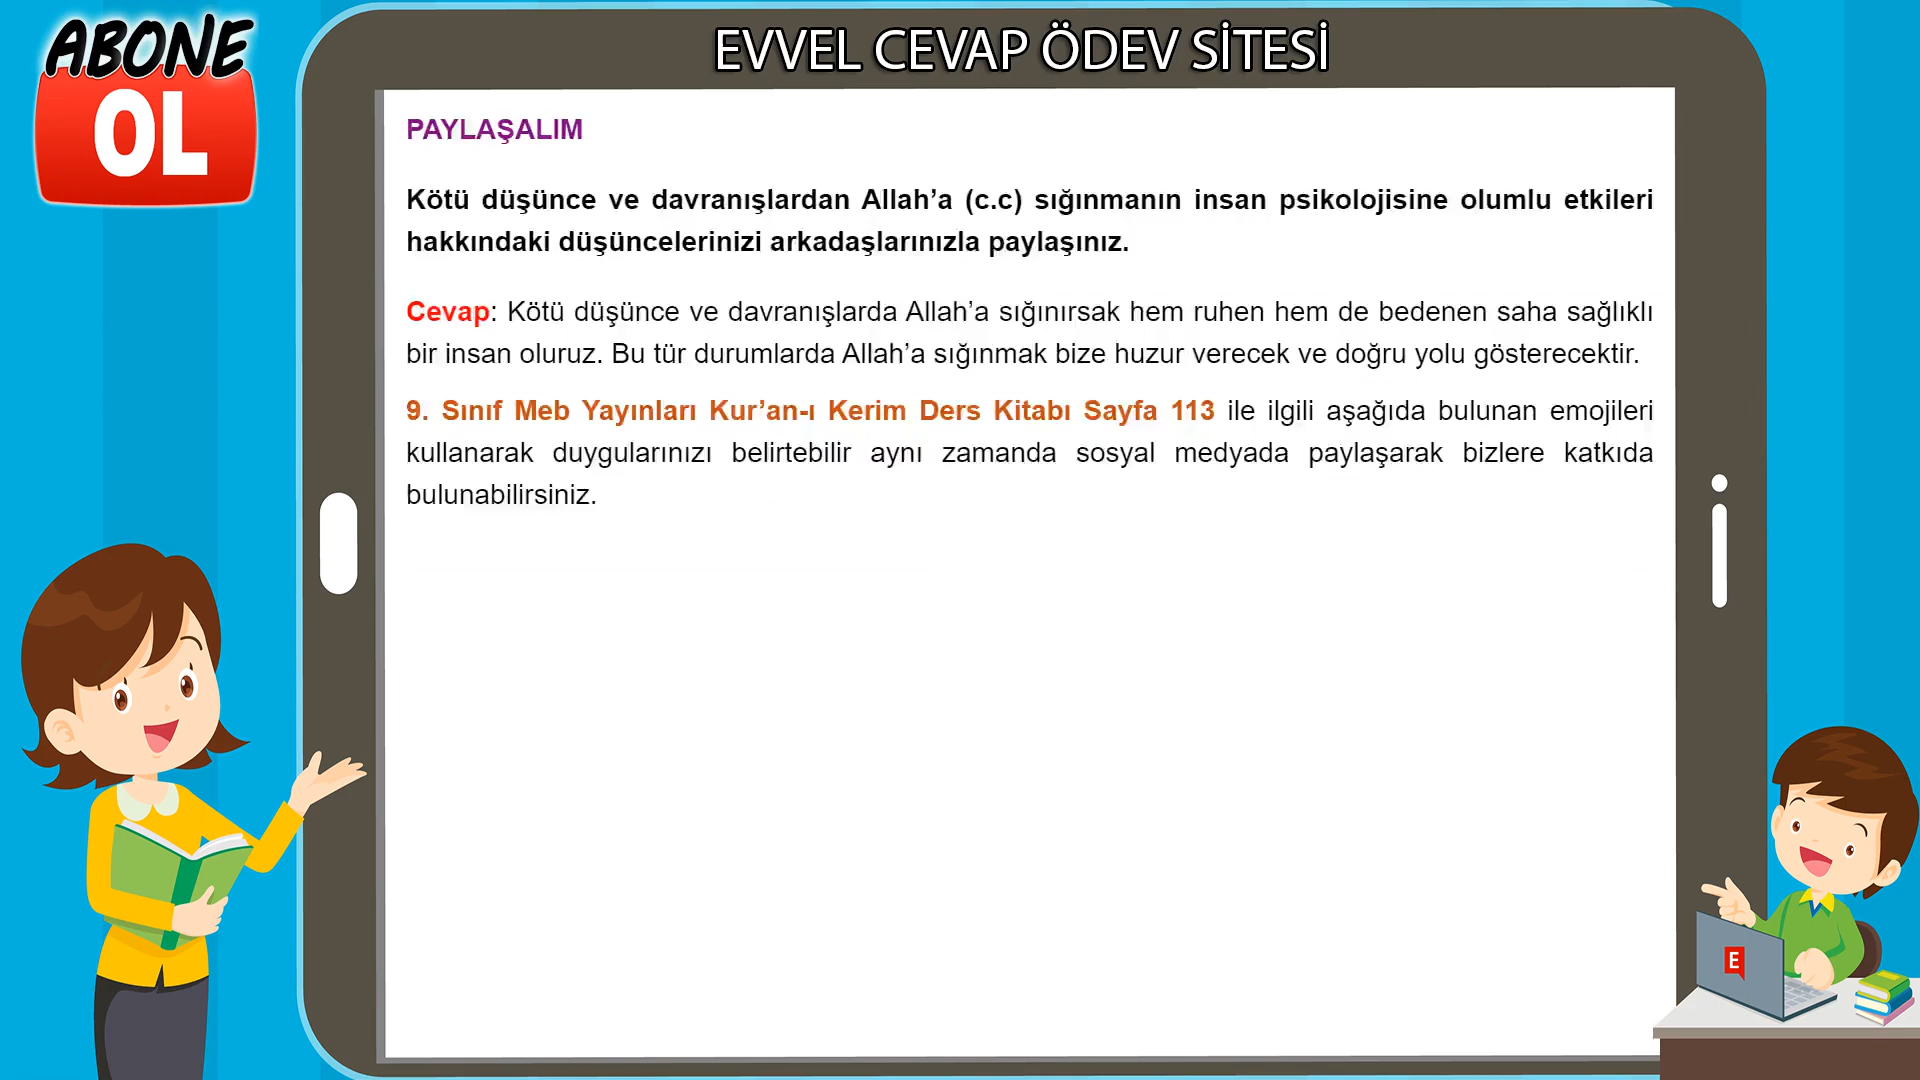 ABONE
OL
EVVEL CEVAP ÖDEV SİTESİ
PAYLAŞALIM
Kötü düşünce ve davranışlardan Allah’a (c.c) sığınmanın insan psikolojisine olumlu etkileri
hakkındaki düşüncelerinizi arkadaşlarınızla paylaşınız.
Cevap: Kötü düşünce ve davranışlarda Allah’a sığınırsak hem ruhen hem de bedenen saha sağlıklı
bir insan oluruz. Bu tür durumlarda Allah’a sığınmak bize huzur verecek ve doğru yolu gösterecektir.
9. Sınıf Meb Yayınları Kur’an-ı Kerim Ders Kitabı Sayfa 113 ile ilgili aşağıda bulunan emojileri
kullanarak duygularınızı belirtebilir aynı zamanda sosyal medyada paylaşarak bizlere katkıda
bulunabilirsiniz.
E